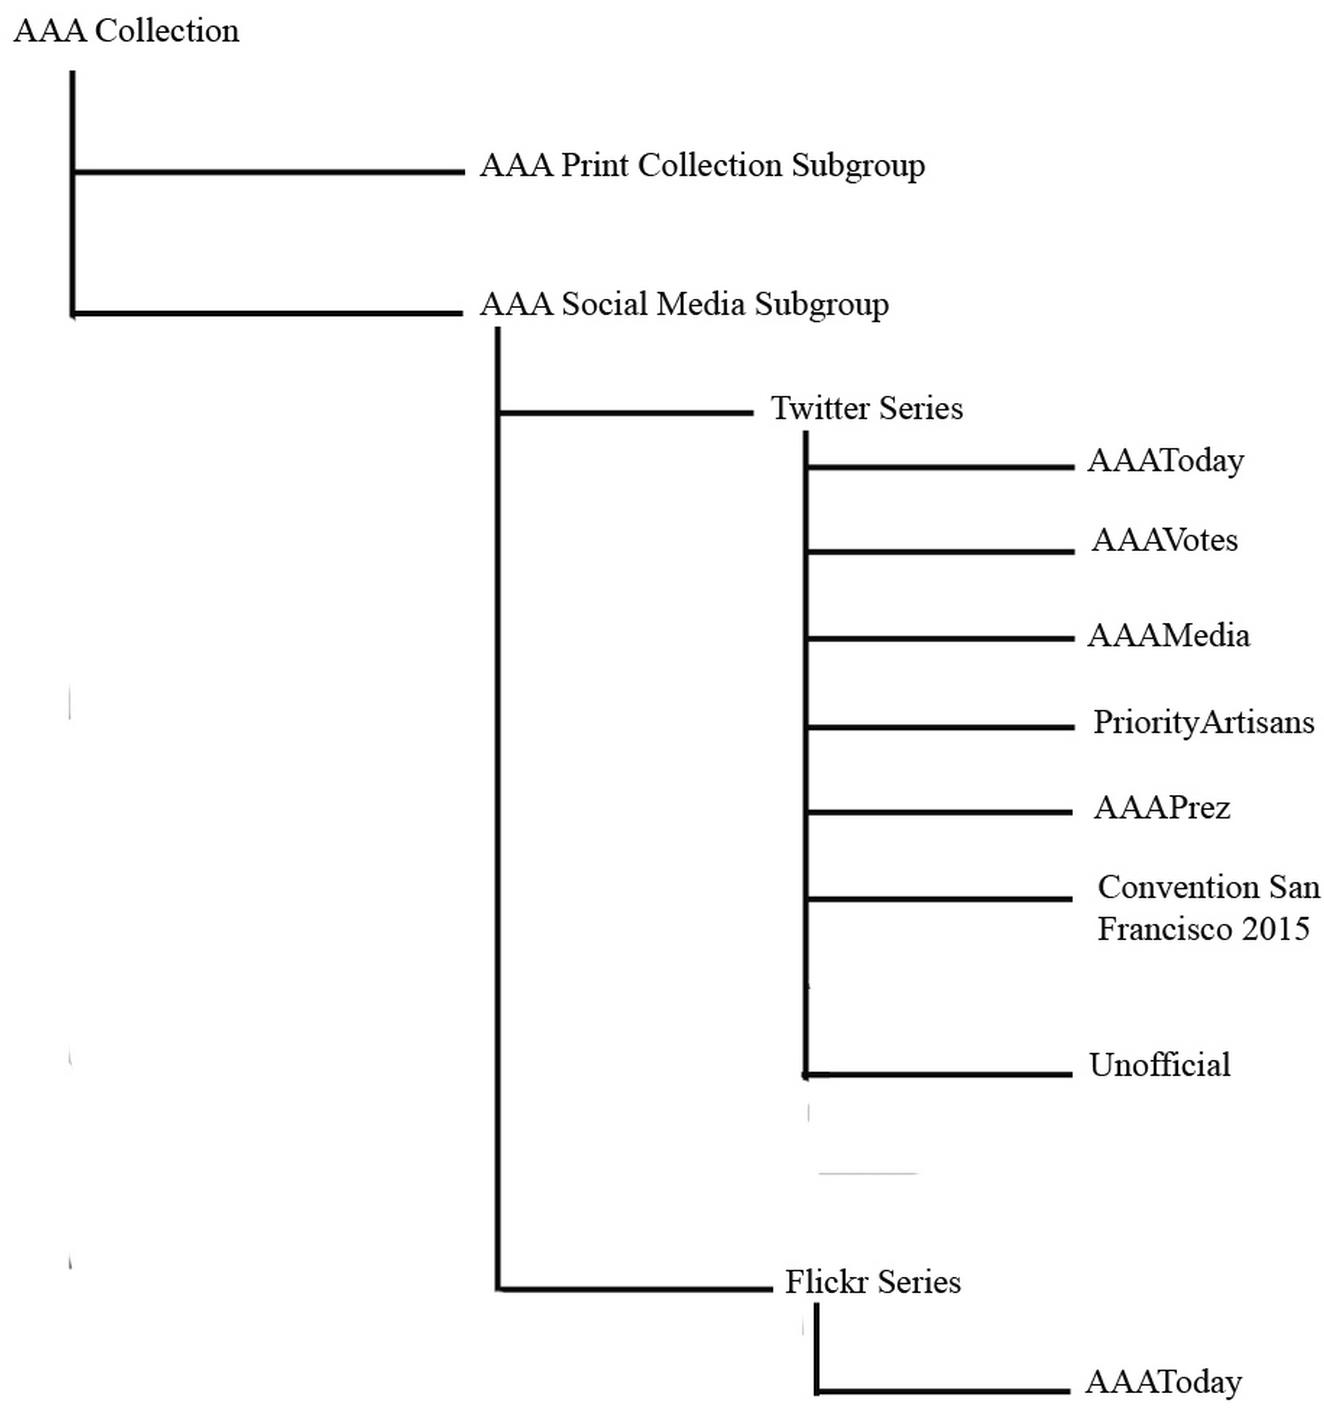 AAA Collection
AAA Print Collection Subgroup
AAA Social Media Subgroup
Twitter Series
AAAToday
AAAVotes
AAAMedia
PriorityArtisans
AAAPrez
Convention San
Francisco 2015
Unofficial
Flickr Series
AAAToday